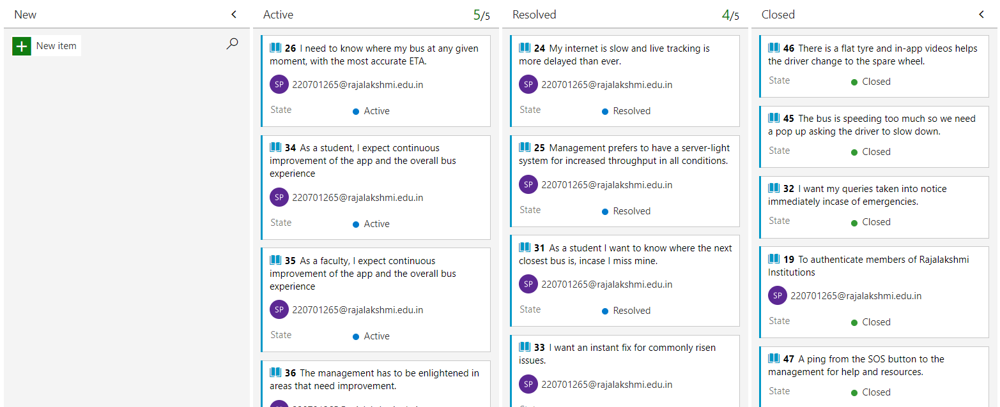 New
New item
Active 5/5
26 I need to know where my bus at any given
moment, with the most accurate ETA.
SP 220701265@rajalakshmi.edu.in
State Active
34 As a student, I expect continuous
improvement of the app and the overall bus
experience
SP 220701265@rajalakshmi.edu.in
State Active
35 As a faculty, I expect continuous
improvement of the app and the overall bus
experience
SP 220701265@rajalakshmi.edu.in
State Active
36 The management has to be enlightened in
areas that need improvement.
Resolved 4/5
24 My internet is slow and live tracking is
more delayed than ever.
SP 220701265@rajalakshmi.edu.in
State Resolved
25 Management prefers to have a server-light
system for increased throughput in all conditions.
SP 220701265@rajalakshmi.edu.in
State Resolved
31 As a student I want to know where the next
closest bus is, incase I miss mine.
SP 220701265@rajalakshmi.edu.in
State Resolved
33 I want an instant fix for commonly risen
issues.
SP 220701265@rajalakshmi.edu.in
Closed
46 There is a flat tyre and in-app videos helps
the driver change to the spare wheel.
State Closed
45 The bus is speeding too much so we need
a pop up asking the driver to slow down.
State Closed
32 I want my queries taken into notice
immediately incase of emergencies.
State Closed
19 To authenticate members of Rajalakshmi
Institutions
SP 220701265@rajalakshmi.edu.in
State Closed
47 A ping from the SOS button to the
management for help and resources.
State Closed